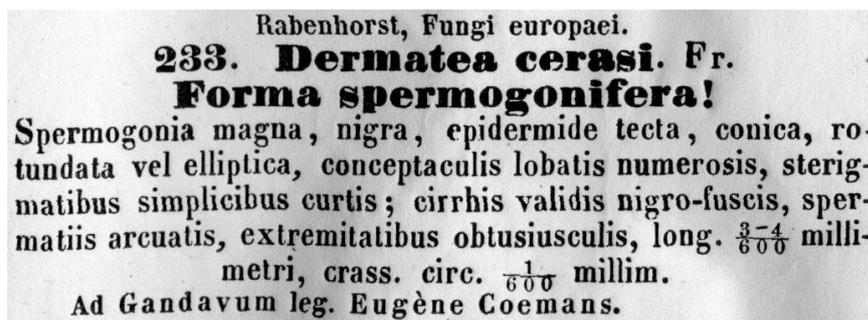 Rabenhorst, Fungi europaei.
233. Dermatea cerasi. Fr.
Forma spermogonifera!
Spermogonia magna, nigra, epidermide tecta, conica, ro-
tundata vel elliptica, conceptaculis lobatis numerosis, sterig-
matibus simplicibus curtis; cirrhis validis nigro-fuscis, sper-
matiis arcuatis, extremitatibus obtusiusculis, long. 3-4/600 milli-
metri, crass. circ. 1/600 millim.
Ad Gandavum leg. Eugène Coemans.